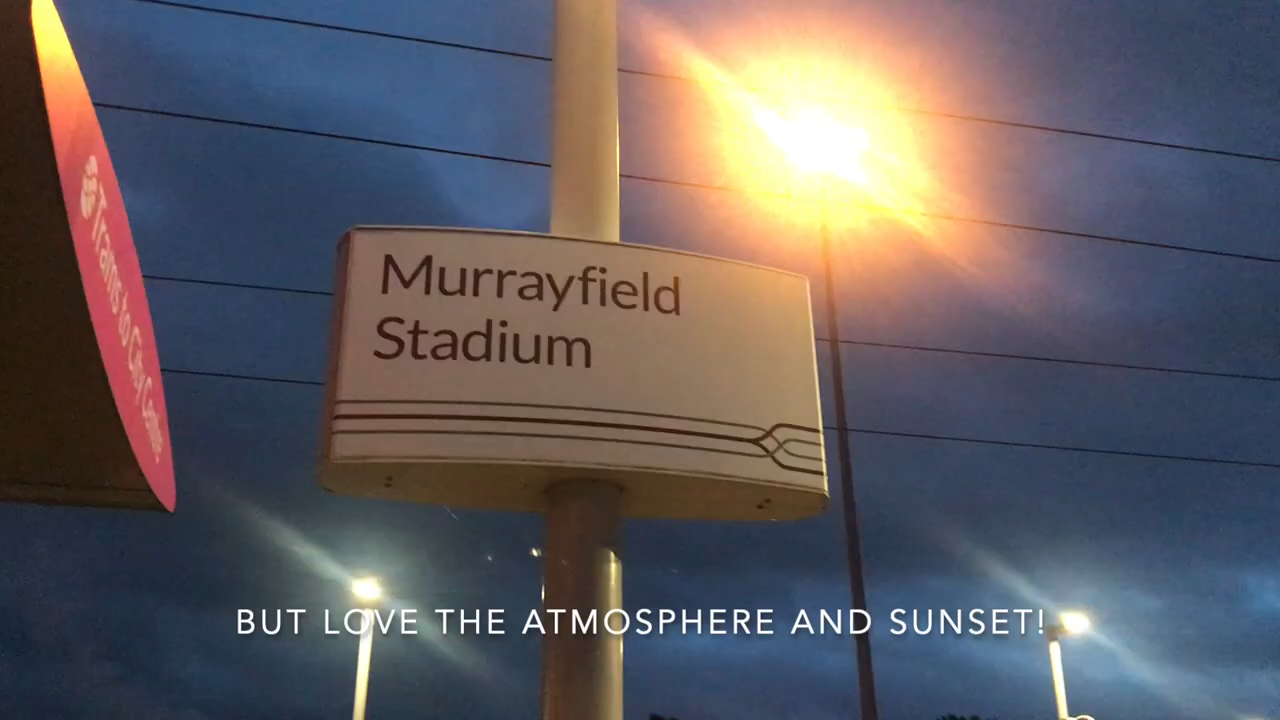 Murrayfield
Stadium
Trams to City Centre
BUT LOVE THE ATMOSPHERE AND SUNSET!